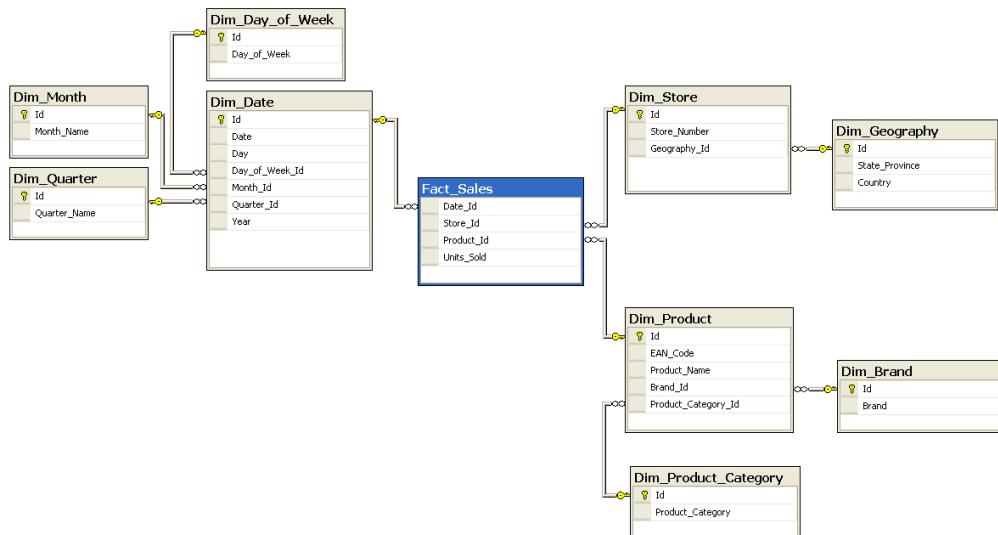 Dim_Day_of_Week
Id
Day_of_Week
Dim_Month
Id
Month_Name
Dim_Quarter
Id
Quarter_Name
Dim_Date
Id
Date
Day
Day_of_Week_Id
Month_Id
Quarter_Id
Year
Fact_Sales
Date_Id
Store_Id
Product_Id
Units_Sold
Dim_Store
Id
Store_Number
Geography_Id
Dim_Geography
Id
State_Province
Country
Dim_Product
Id
EAN_Code
Product_Name
Brand_Id
Product_Category_Id
Dim_Brand
Id
Brand
Dim_Product_Category
Id
Product_Category